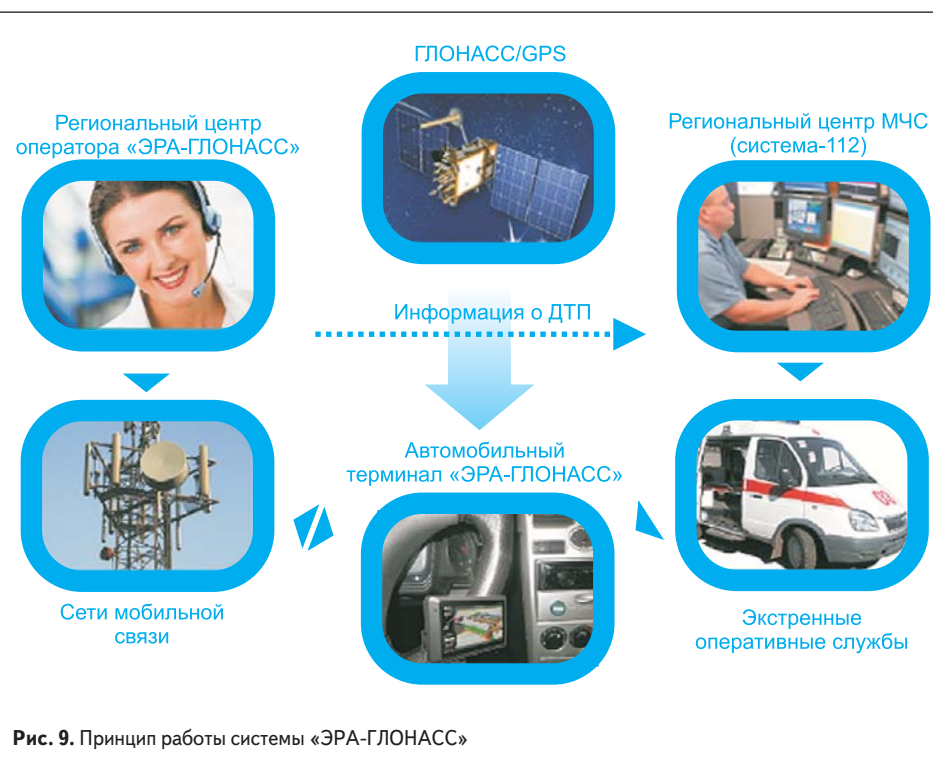 ГЛОНАСС/GPS
Региональный центр
оператора «ЭРА-ГЛОНАСС»
Региональный центр МЧС
(система-112)
Информация о ДТП
Автомобильный
терминал «ЭРА-ГЛОНАСС»
Сети мобильной
связи
Экстренные
оперативные службы
Рис. 9. Принцип работы системы «ЭРА-ГЛОНАСС»